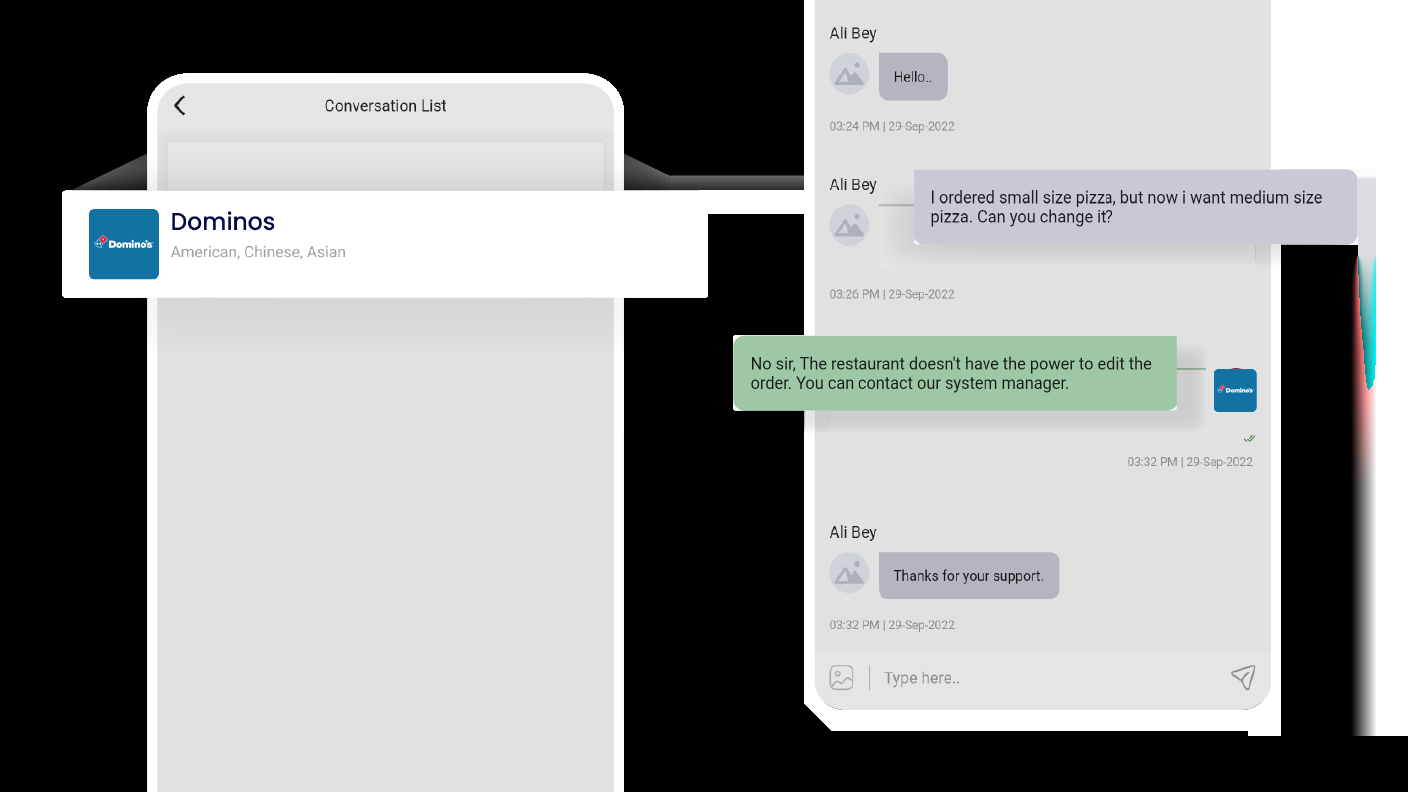 Conversation List
Domino's
Dominos
American, Chinese, Asian
Ali Bey
Hello..
03:24 PM | 29-Sep-2022
Ali Bey
I ordered small size pizza, but now i want medium size
pizza. Can you change it?
03:26 PM | 29-Sep-2022
No sir, The restaurant doesn't have the power to edit the
order. You can contact our system manager.
Domino's
03:32 PM | 29-Sep-2022
Ali Bey
Thanks for your support.
03:32 PM | 29-Sep-2022
Type here..